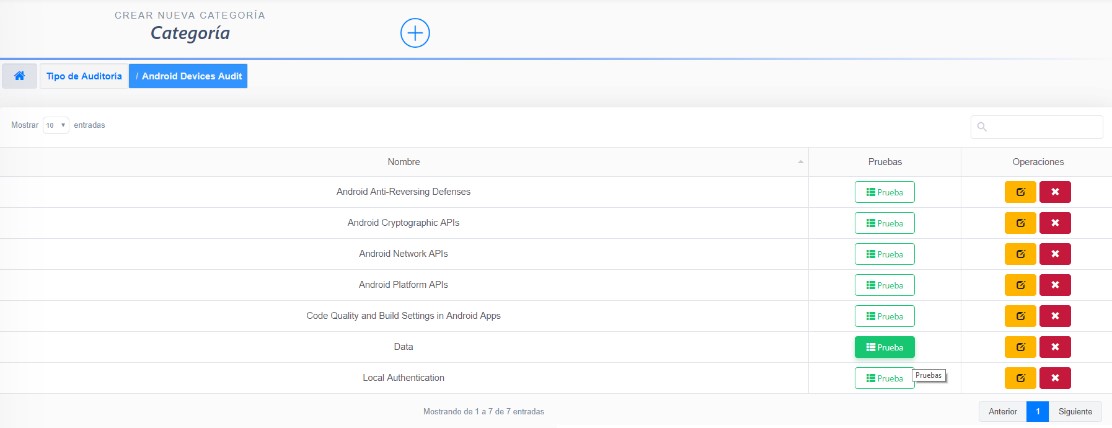 CREAR NUEVA CATEGORÍA
Categoría
Tipo de Auditoria / Android Devices Audit
Mostrar 10 entradas
Nombre Pruebas Operaciones
Android Anti-Reversing Defenses Prueba
Android Cryptographic APIs Prueba
Android Network APIs Prueba
Android Platform APIs Prueba
Code Quality and Build Settings in Android Apps Prueba
Data Prueba
Local Authentication Prueba Pruebas
Mostrando de 1 a 7 de 7 entradas Anterior 1 Siguiente